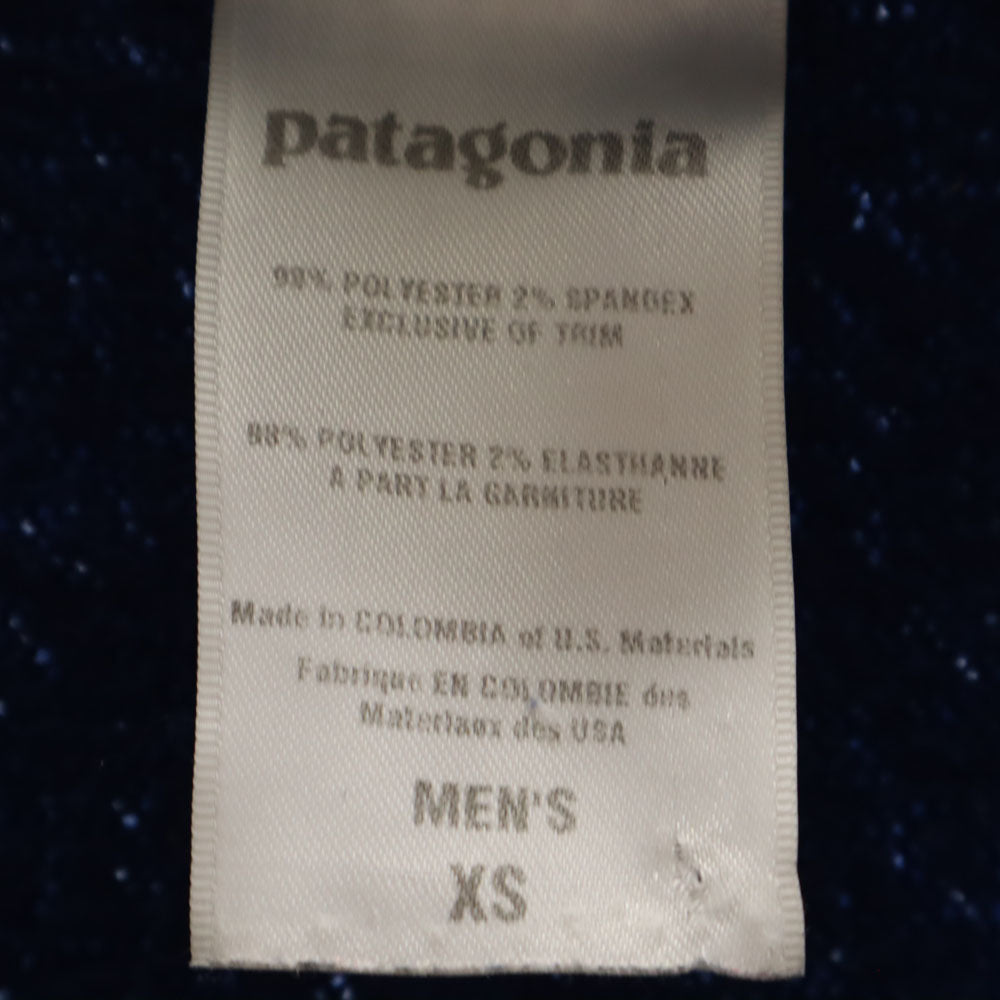 patagonia
98% POLYESTER 2% SPANDEX
EXCLUSIVE OF TRIM
98% POLYESTER 2% ELASTHANNE
A PART LA GARNITURE
Made in COLOMBIA of U.S. Materials
Fabrique EN COLOMBIE des
Materiaux des USA
MEN'S
XS